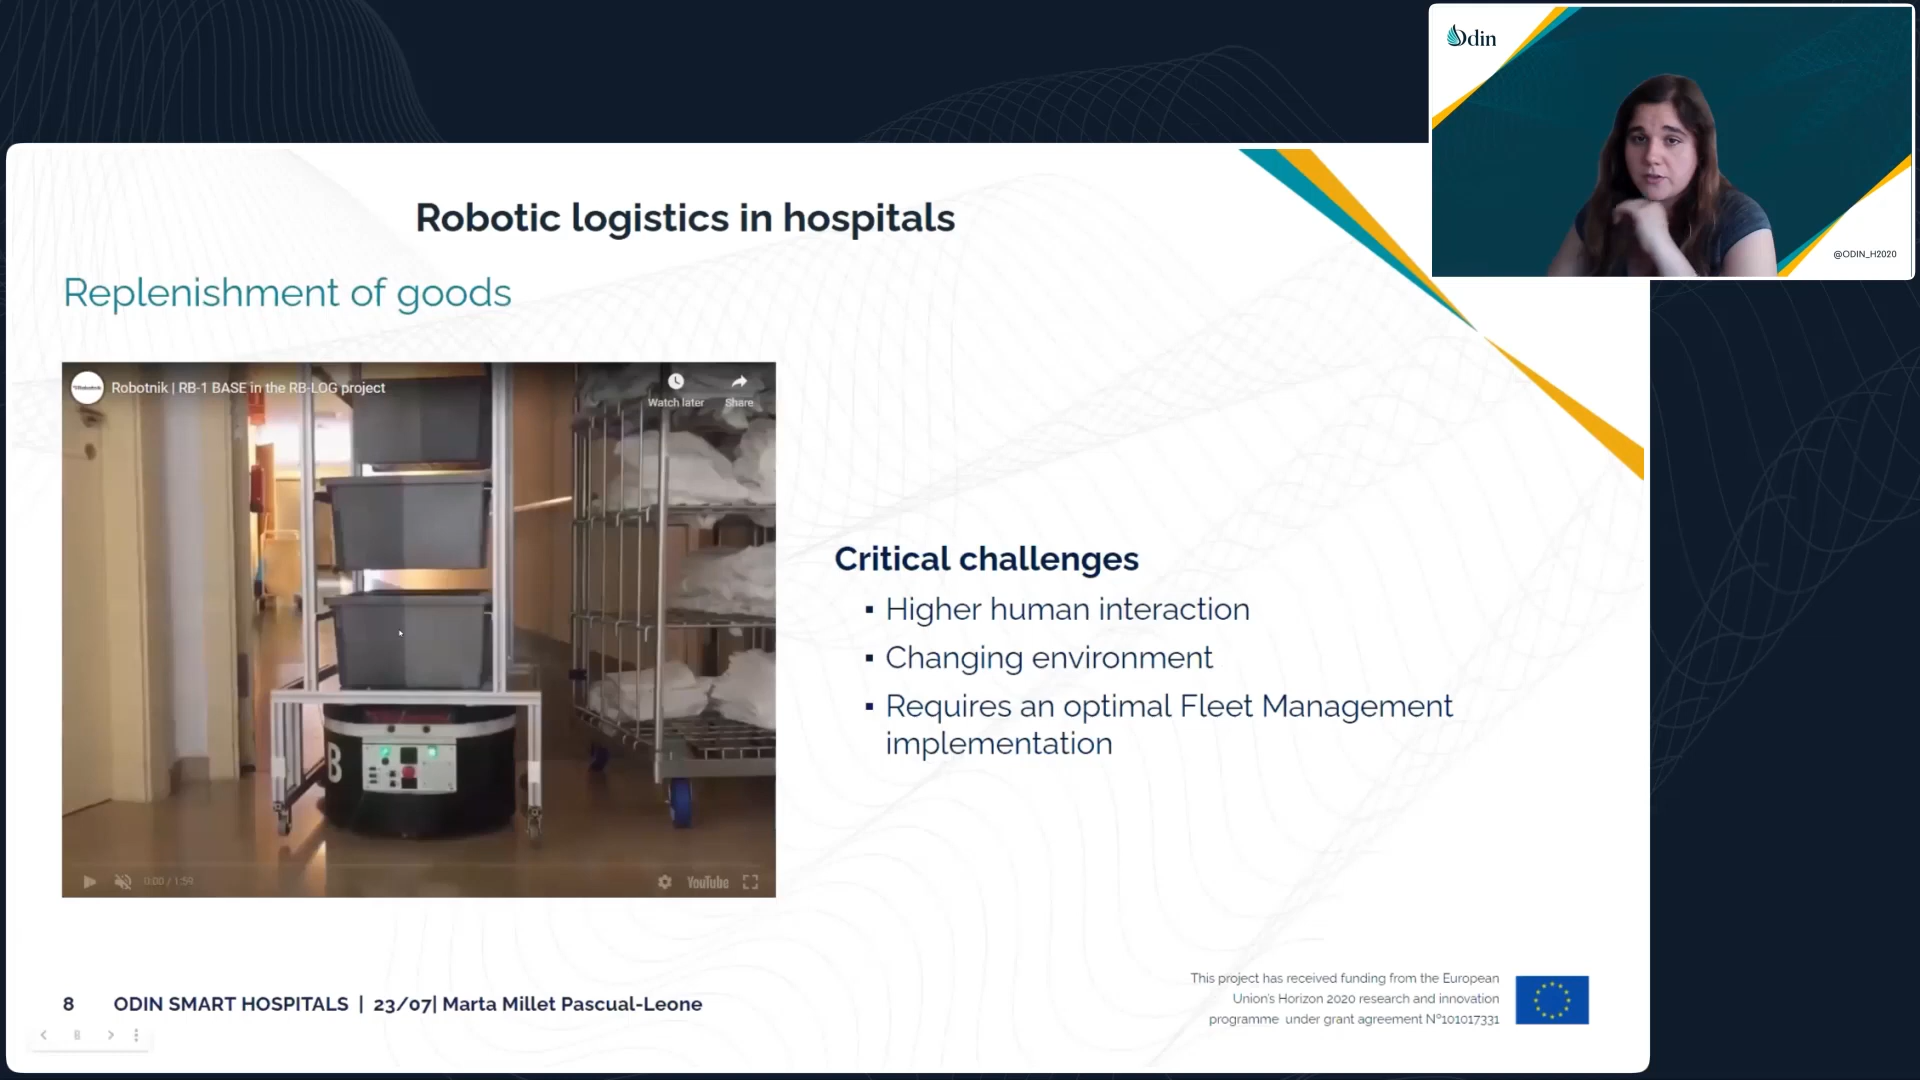 Odin
@ODIN_H2020
Robotic logistics in hospitals
Replenishment of goods
Robotnik | RB-1 BASE in the RB-LOG project
Watch later
Share
B
0:00 / 1:59
YouTube
Critical challenges
▪ Higher human interaction
▪ Changing environment
▪ Requires an optimal Fleet Management
implementation
This project has received funding from the European
Union's Horizon 2020 research and innovation
programme under grant agreement Nº101017331
8 ODIN SMART HOSPITALS | 23/07| Marta Millet Pascual-Leone
8